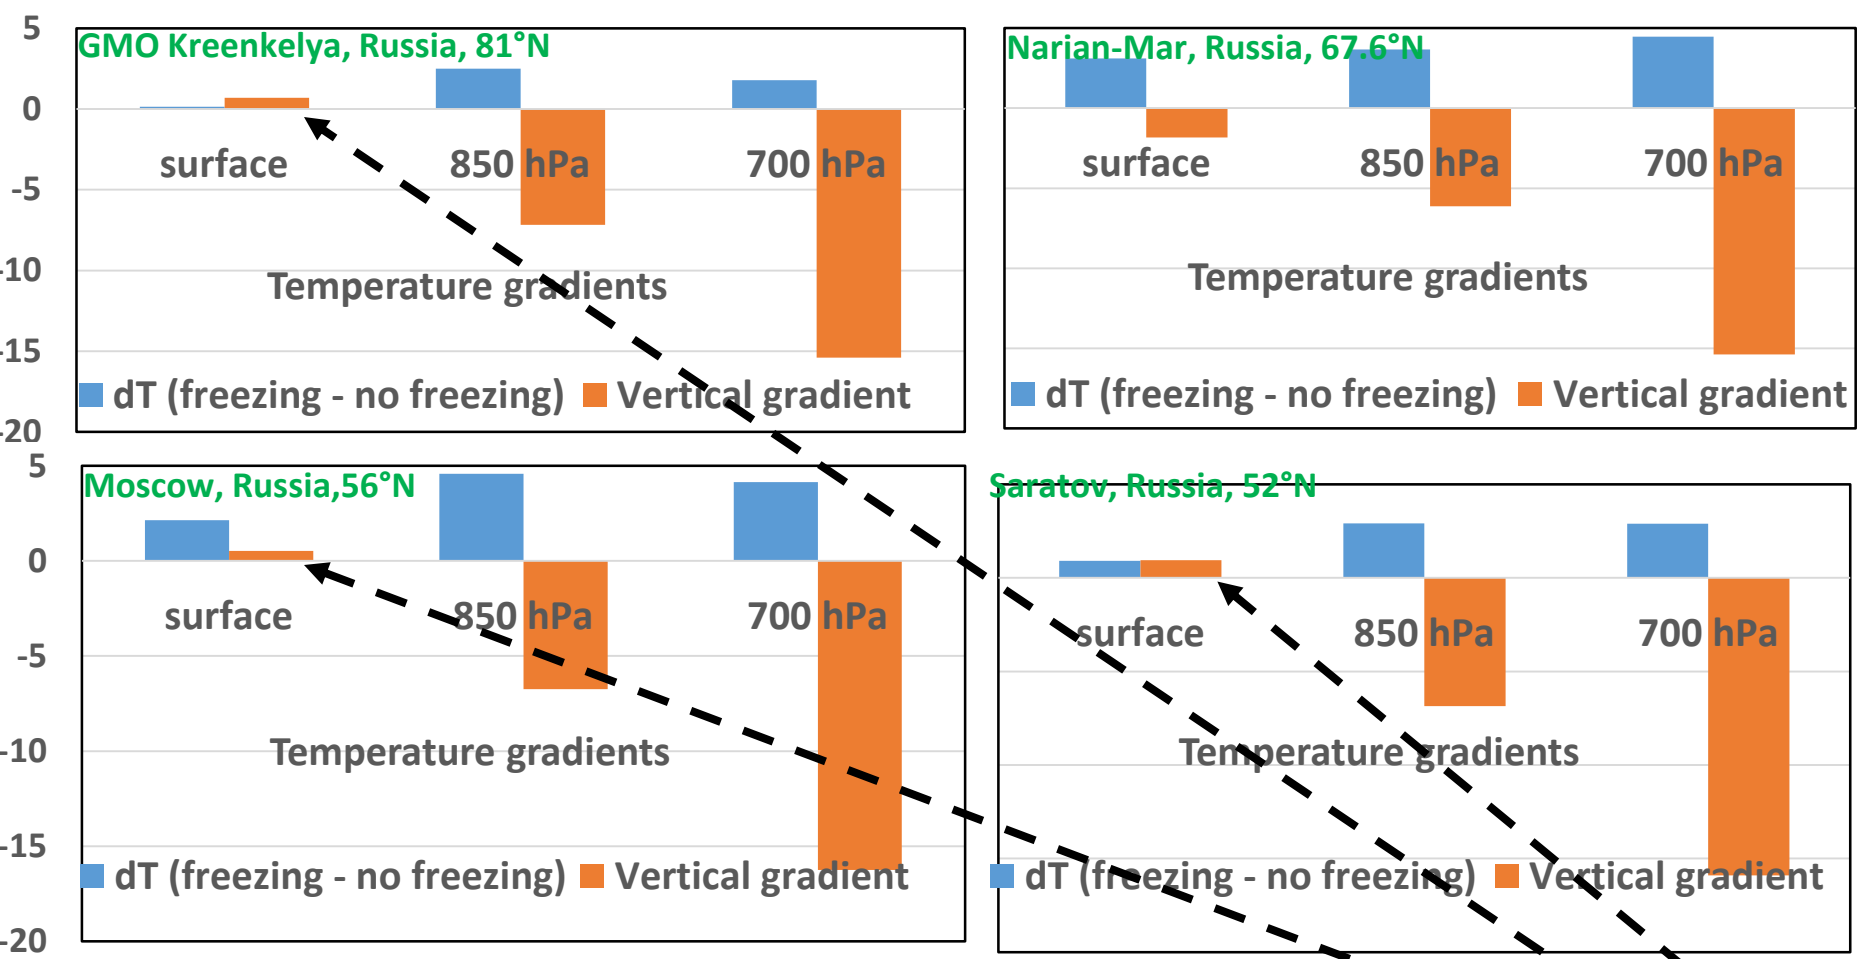 5
GMO Kreenkelya, Russia, 81°N
0
surface 850 hPa 700 hPa
-5
-10
Temperature gradients
-15
dT (freezing - no freezing) Vertical gradient
-20
Narian-Mar, Russia, 67.6°N
surface 850 hPa 700 hPa
Temperature gradients
dT (freezing - no freezing) Vertical gradient
5
Moscow, Russia,56°N
0
surface 850 hPa 700 hPa
-5
-10
Temperature gradients
-15
dT (freezing - no freezing) Vertical gradient
-20
Saratov, Russia, 52°N
surface 850 hPa 700 hPa
Temperature gradients
dT (freezing - no freezing) Vertical gradient